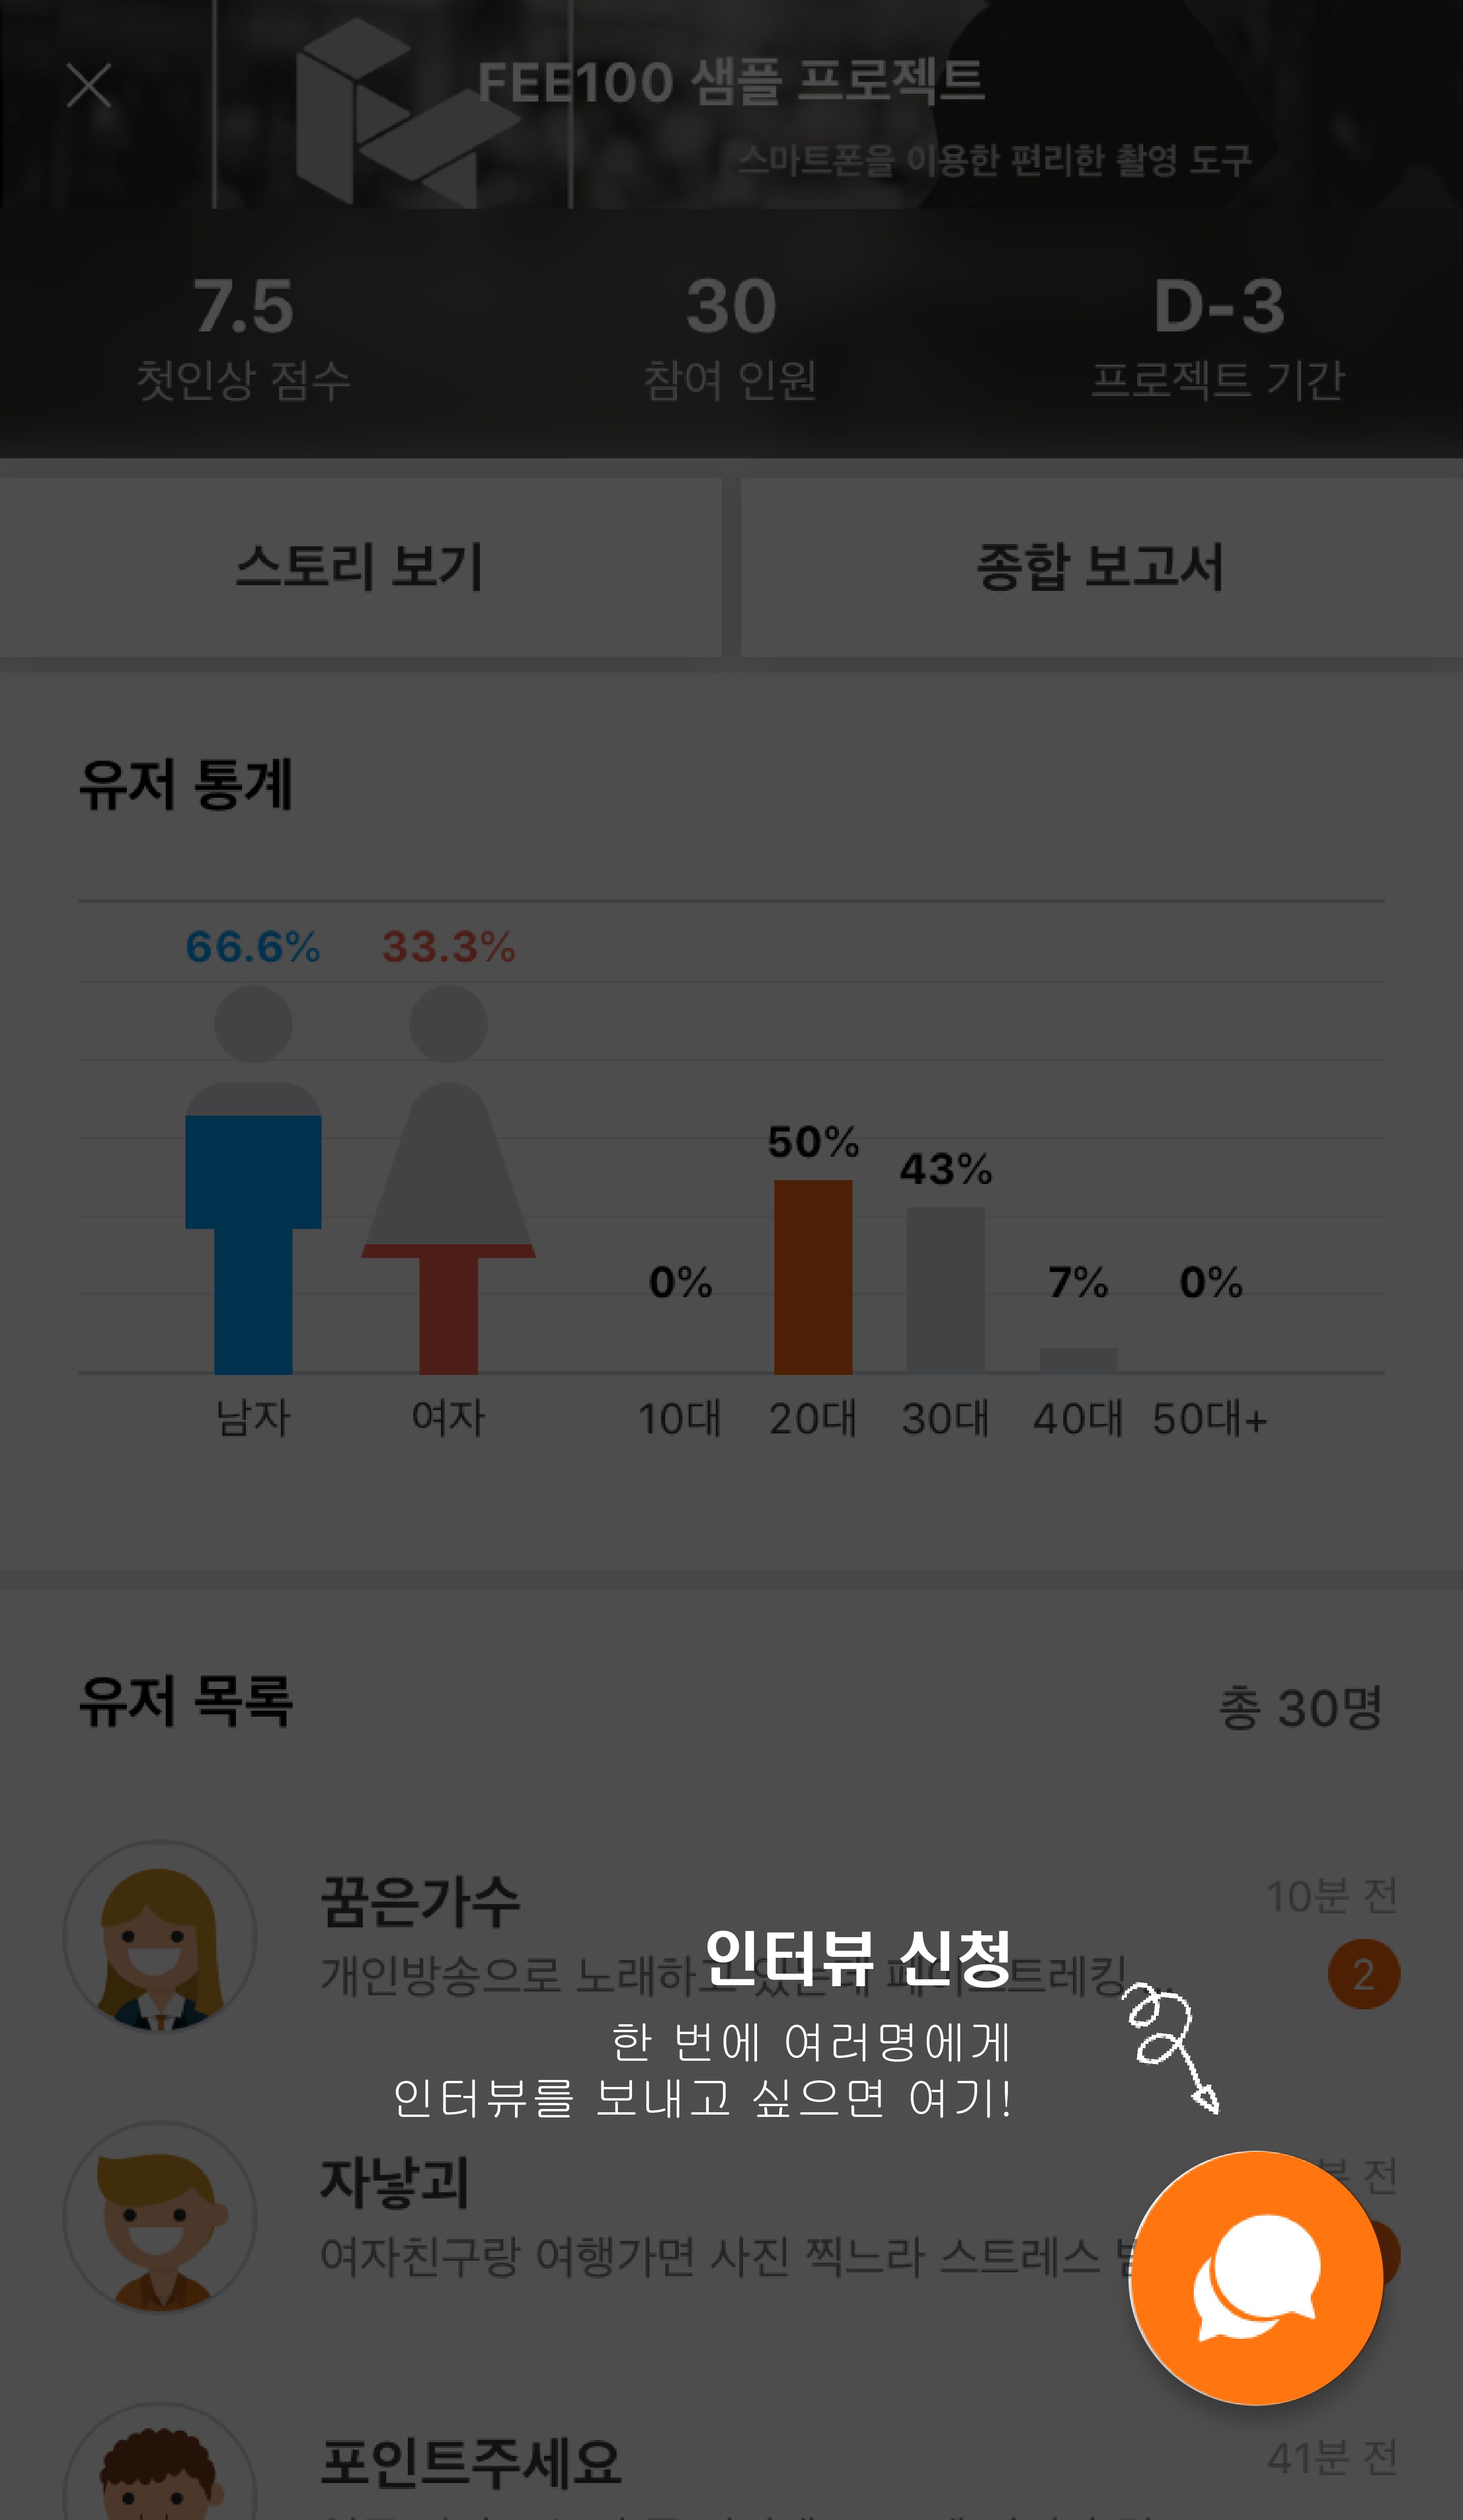 FEE100 샘플 프로젝트
스마트폰을 이용한 편리한 촬영 도구
7.5
첫인상 점수
30
참여 인원
D-3
프로젝트 기간
스토리 보기
종합 보고서
유저 통계
66.6%
33.3%
50%
43%
0%
7%
0%
남자
여자
10대
20대
30대
40대
50대+
유저 목록
총 30명
꿈은가수
10분 전
개인방송으로 노래하고 있는데
2
인터뷰 신청
한 번에 여러명에게
인터뷰를 보내고 싶으면 여기!
자낳괴
분 전
여자친구랑 여행가면 사진 찍느라 스트레스
포인트주세요
41분 전